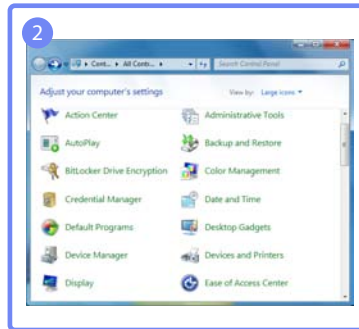 2
Cont... All Conts... Search Control Panel
Adjust your computer's settings View by: Large icons
Action Center Administrative Tools
AutoPlay Backup and Restore
BitLocker Drive Encryption Color Management
Credential Manager Date and Time
Default Programs Desktop Gadgets
Device Manager Devices and Printers
Display Ease of Access Center